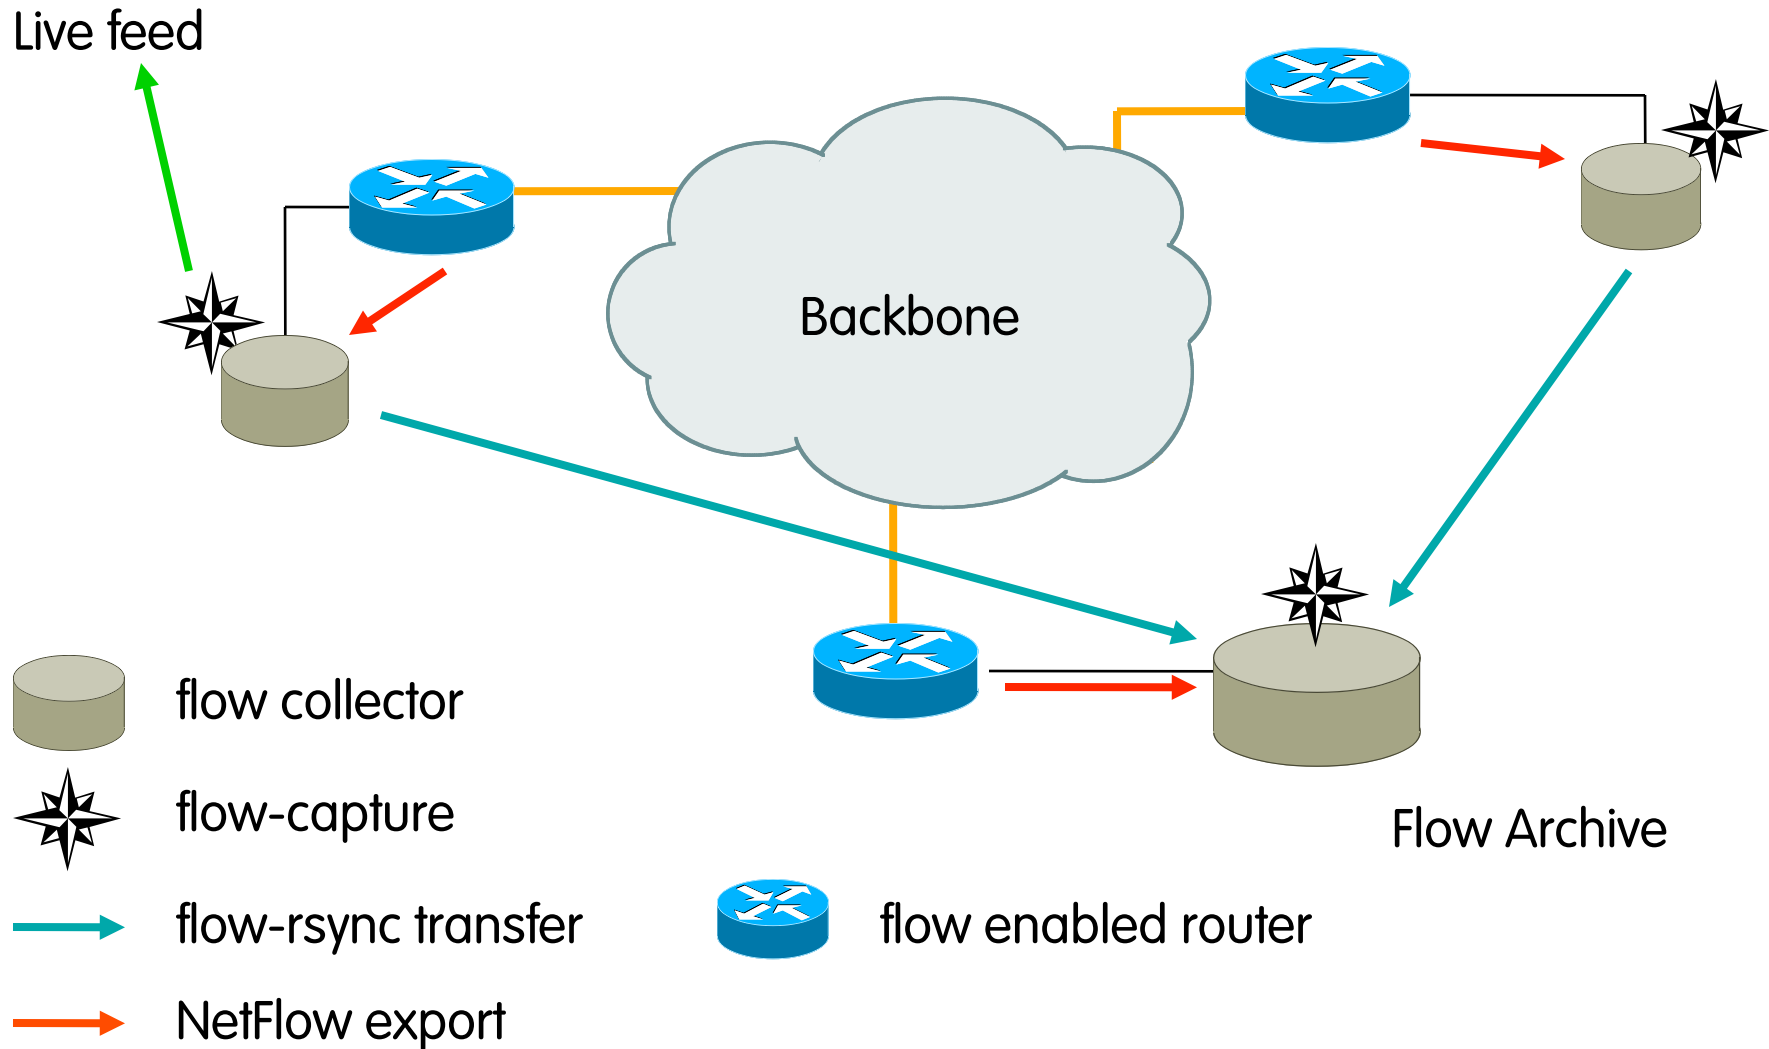 Live feed
Backbone
flow collector
flow-capture
Flow Archive
flow-rsync transfer
flow enabled router
NetFlow export